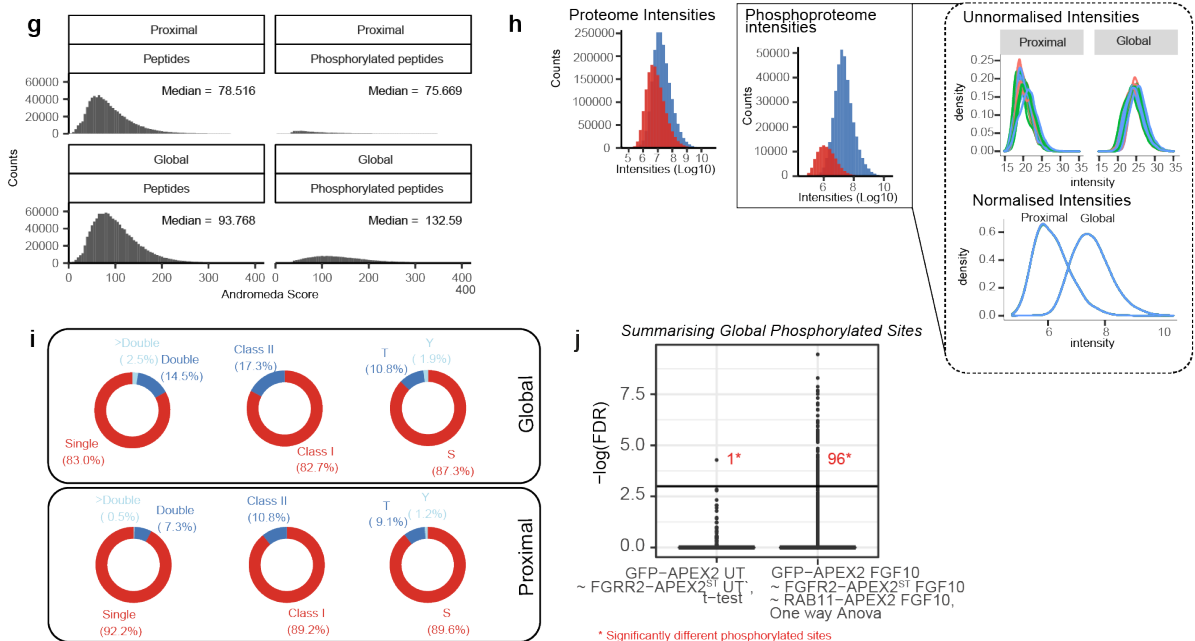 g
Proximal
Peptides
Proximal
Phosphorylated peptides
60000
40000
20000
0
Median = 78.516
Median = 75.669
Counts
Global
Peptides
Global
Phosphorylated peptides
60000
40000
20000
0
Median = 93.768
Median = 132.59
0 100 200 300 400
0 100 200 300 400
400
Andromeda Score
h
Proteome Intensities
250000
200000
150000
100000
50000
0
Counts
5 6 7 8 9 10
Intensities (Log10)
Phosphoproteome
intensities
50000
40000
30000
20000
10000
0
Counts
6 8 10
Intensities (Log10)
Unnormalised Intensities
Proximal
Global
0.25
0.20
0.15
0.10
0.05
0.00
density
15 20 25 30 35
15 20 25 30 35
intensity
Normalised Intensities
Proximal
Global
0.6
0.4
0.2
0.0
density
6 8 10
intensity
i
>Double
(2.5%)
Double
(14.5%)
Single
(83.0%)
Class II
(17.3%)
Class I
(82.7%)
T
(10.8%)
Y
(1.9%)
S
(87.3%)
Global
>Double
(0.5%)
Double
(7.3%)
Single
(92.2%)
Class II
(10.8%)
Class I
(89.2%)
T
(9.1%)
Y
(1.2%)
S
(89.6%)
Proximal
j
Summarising Global Phosphorylated Sites
−log(FDR)
7.5
5.0
2.5
0.0
1*
96*
GFP−APEX2 UT
~ FGRR2−APEX2ST UT,
t−test
GFP−APEX2 FGF10
~ FGFR2−APEX2ST FGF10
~ RAB11−APEX2 FGF10,
One way Anova
* Significantly different phosphorylated sites